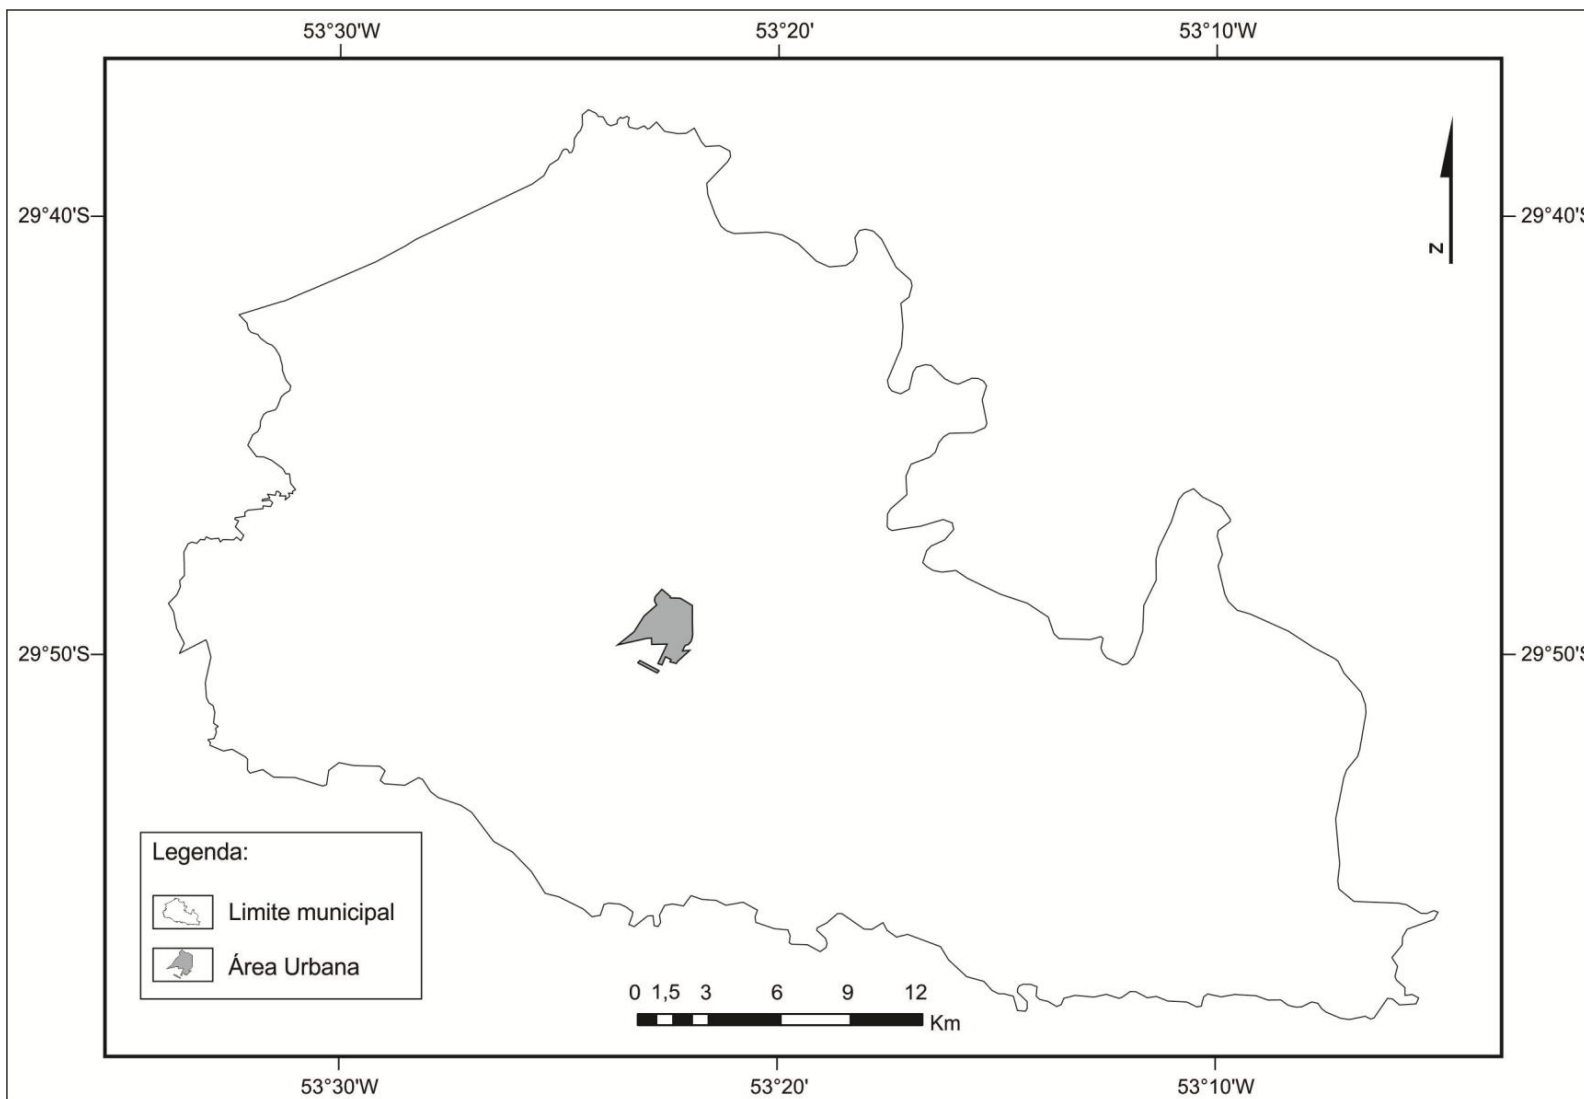 53°30'W 53°20' 53°10'W
29°40'S 29°40'S
N
29°50'S 29°50'S
Legenda:
Limite municipal
Área Urbana
0 1,5 3 6 9 12
Km
53°30'W 53°20' 53°10'W